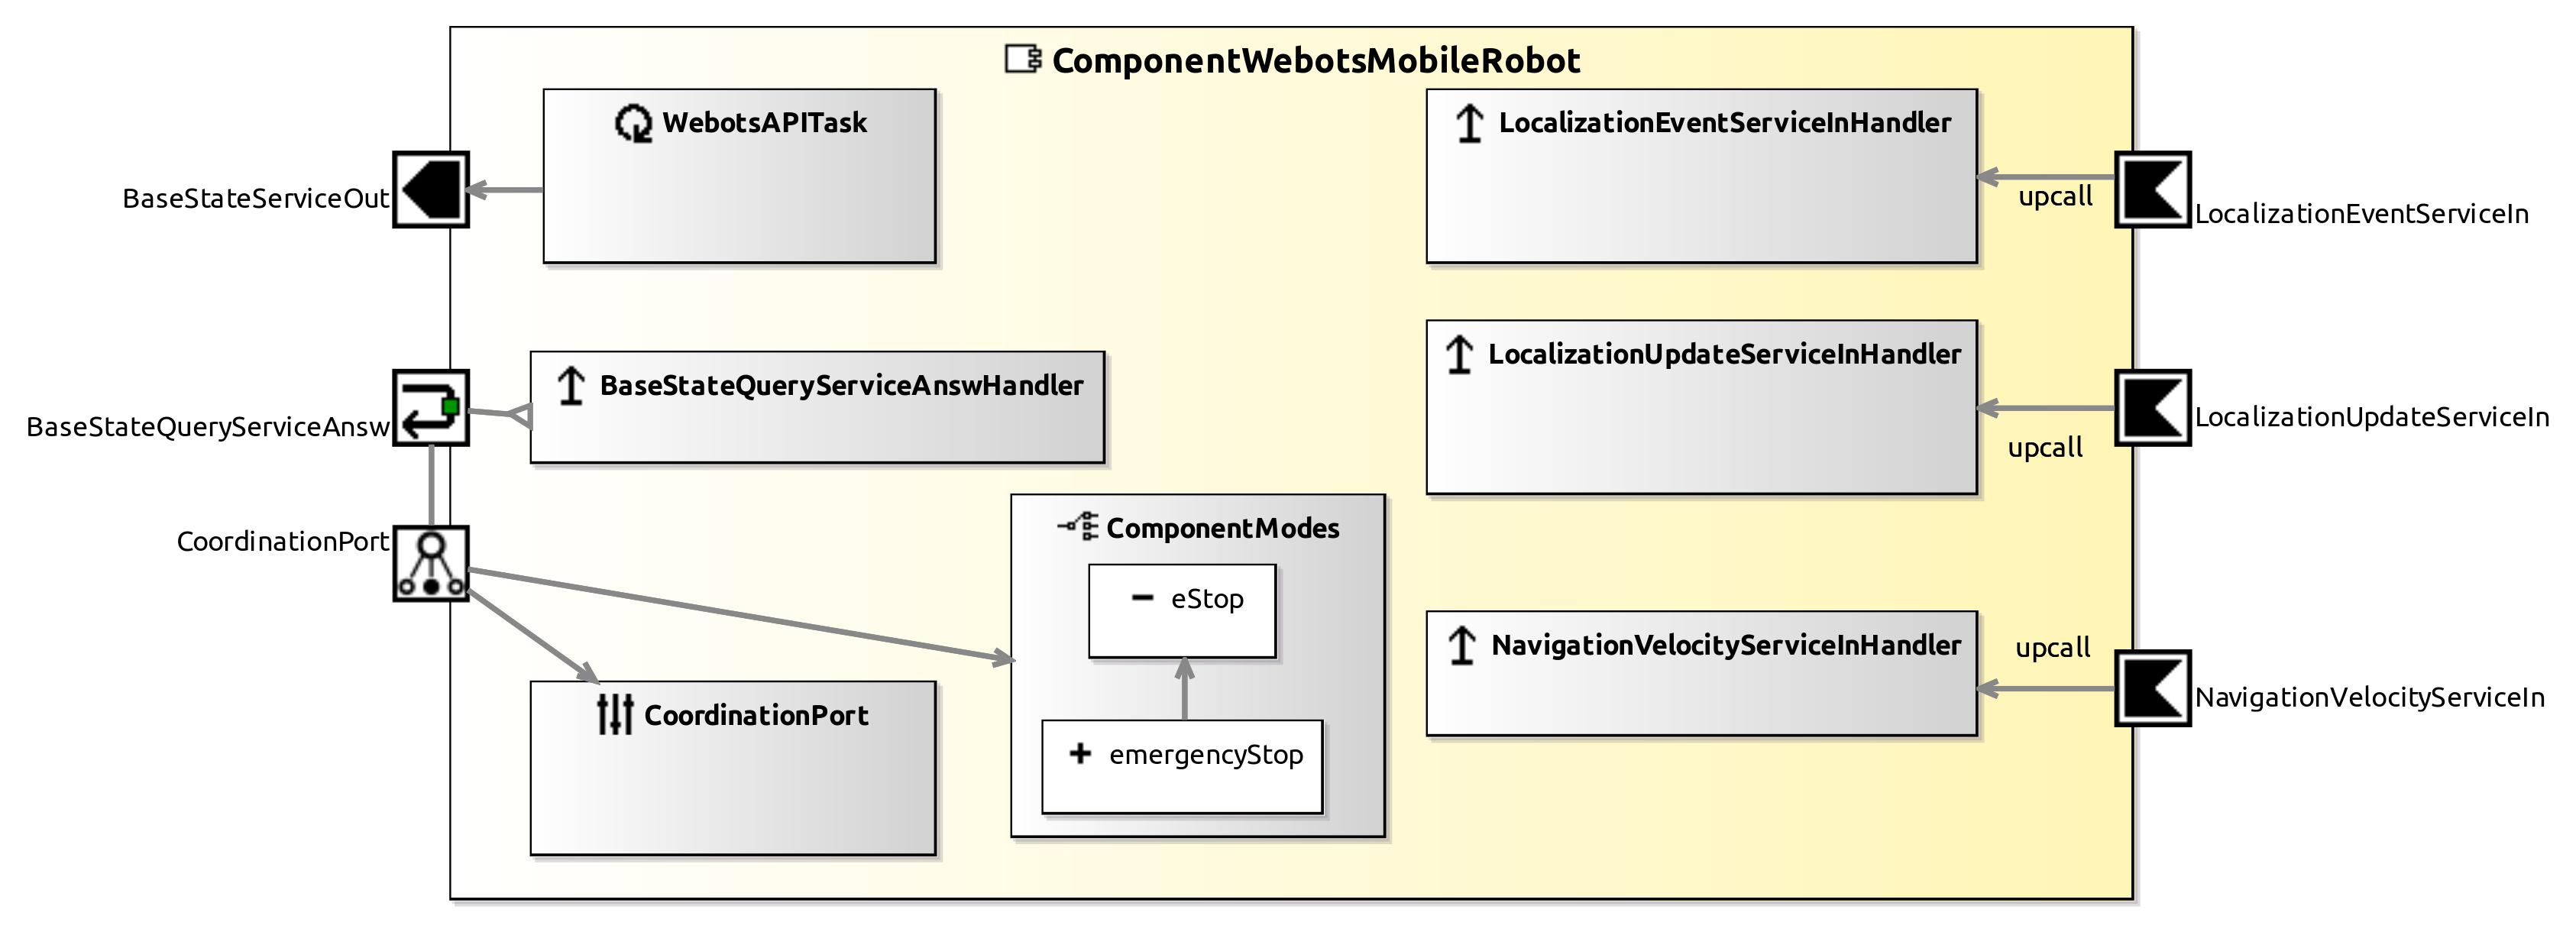 ComponentWebotsMobileRobot
WebotsAPITask
LocalizationEventServiceInHandler
BaseStateServiceOut
upcall
LocalizationEventServiceIn
LocalizationUpdateServiceInHandler
BaseStateQueryServiceAnswHandler
BaseStateQueryServiceAnsw
LocalizationUpdateServiceIn
upcall
CoordinationPort
ComponentModes
eStop
NavigationVelocityServiceInHandler
upcall
NavigationVelocityServiceIn
CoordinationPort
emergencyStop